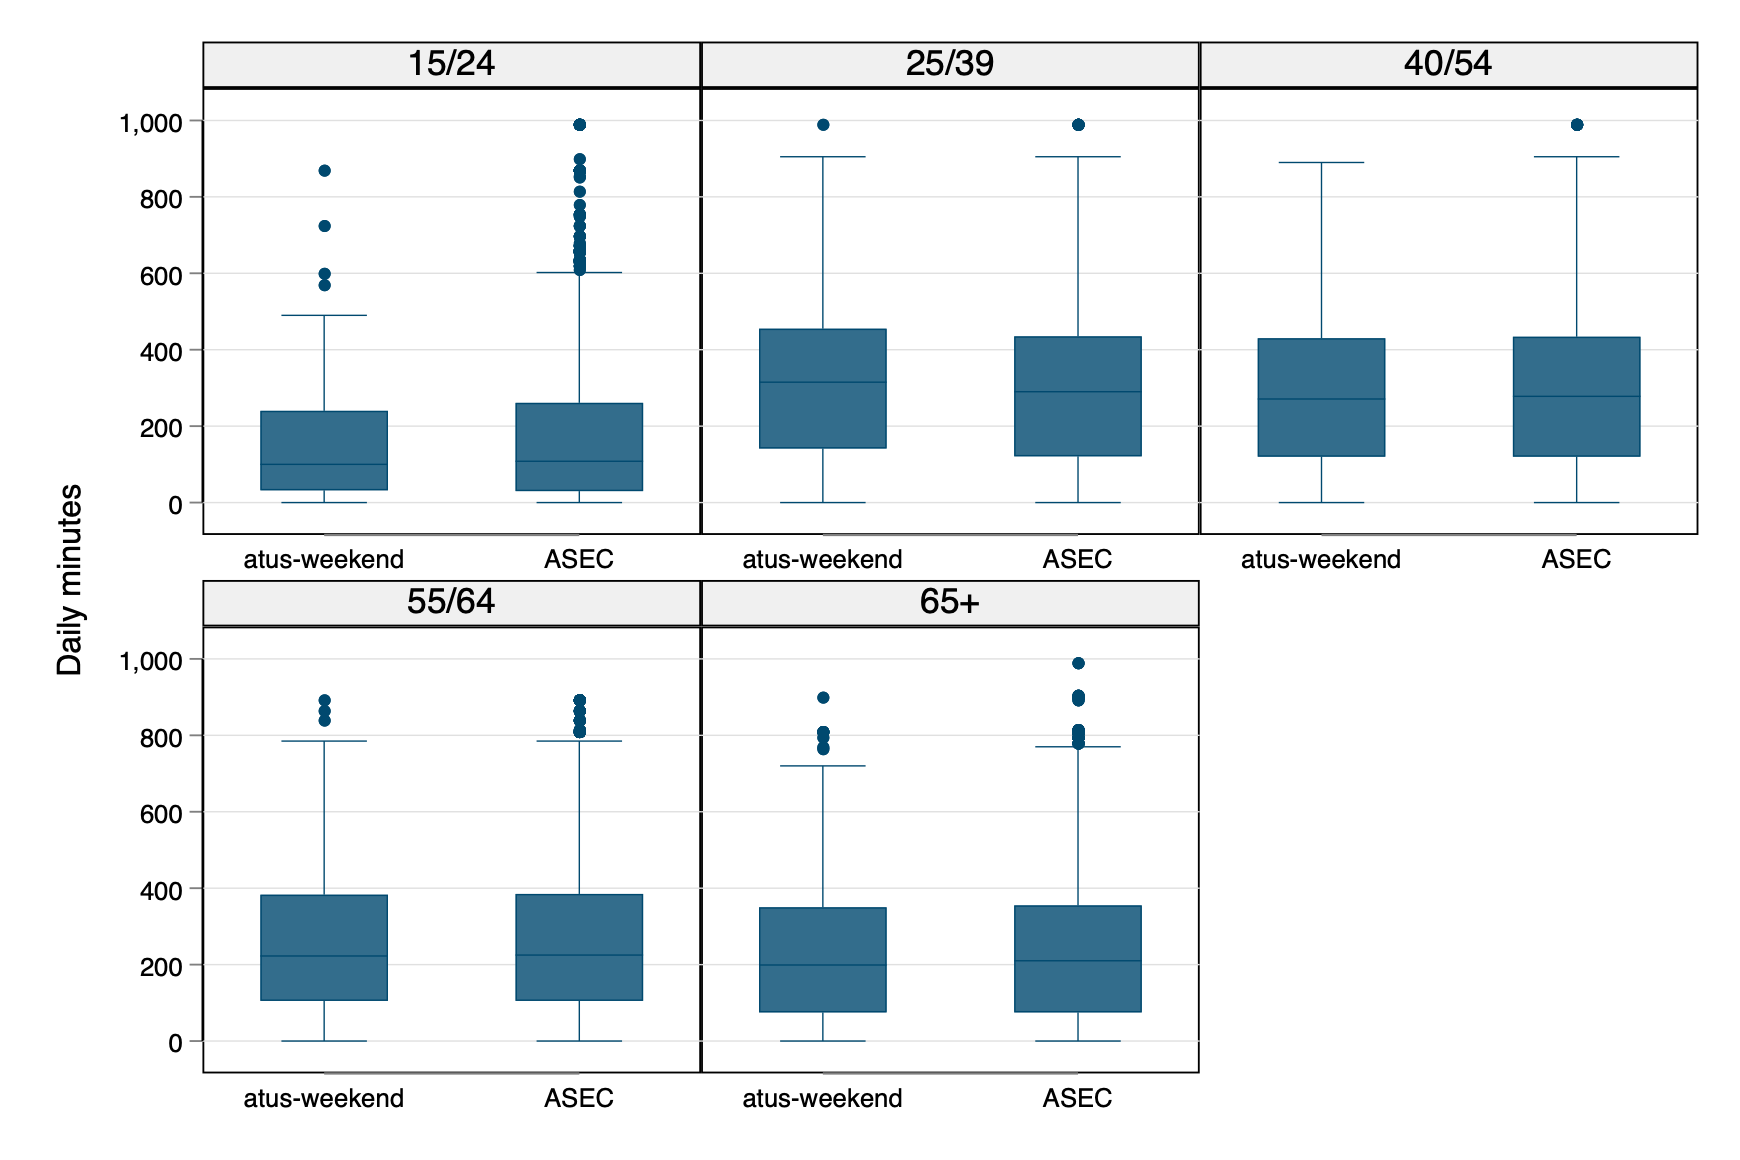 15/24
25/39
40/54
1,000
800
600
400
200
0
atus-weekend
ASEC
atus-weekend
ASEC
atus-weekend
ASEC
Daily minutes
55/64
65+
1,000
800
600
400
200
0
atus-weekend
ASEC
atus-weekend
ASEC